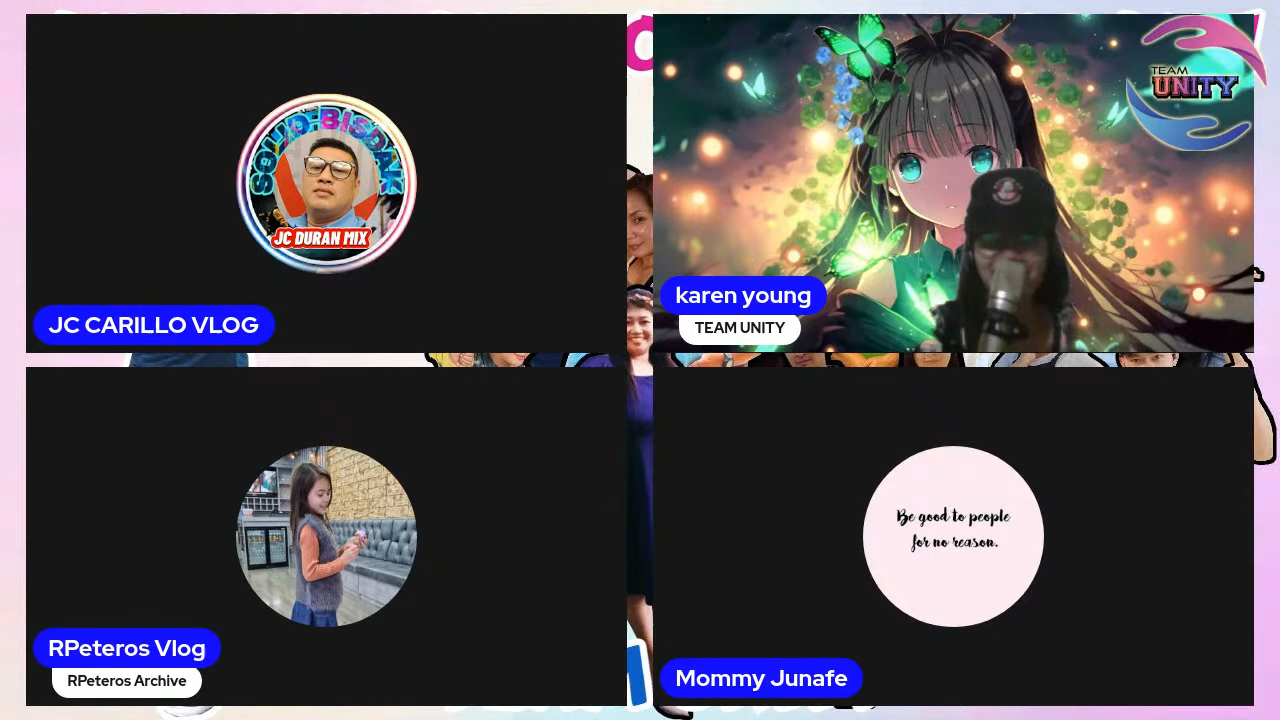 SOLID BISDAK
JC DURAN MIX
JC CARILLO VLOG
TEAM
UNITY
karen young
TEAM UNITY
RPeteros Vlog
RPeteros Archive
Be good to people
for no reason.
Mommy Junafe